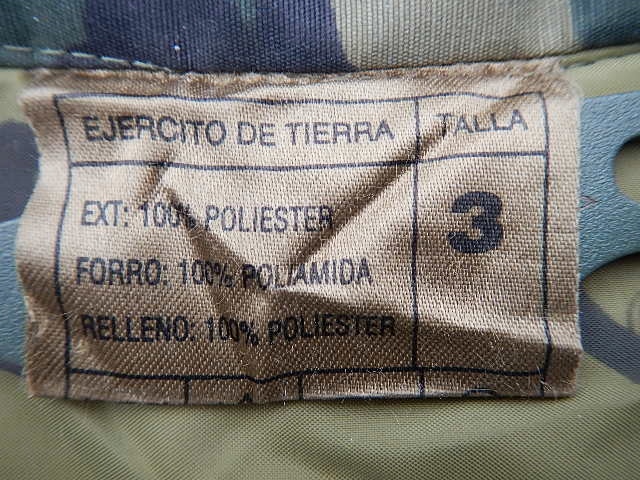 EJERCITO DE TIERRA TALLA
EXT: 100% POLIESTER 3
FORRO: 100% POLIAMIDA
RELLENO: 100% POLIESTER